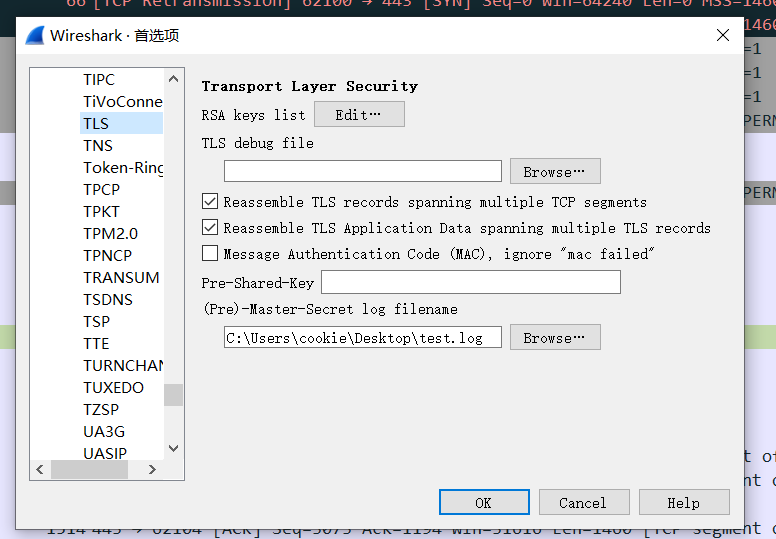 66 [TCP Retransmission] 62100 → 443 [SYN] Seq=0 Win=64240 Len=0 MSS=1460
Wireshark · 首选项
1460
=1
=1
=1
PERN
PERN
TIPC
TiVoConne
TLS
TNS
Token-Ring
TPCP
TPKT
TPM2.0
TPNCP
TRANSUM
TSDNS
TSP
TTE
TURNCHAN
TUXEDO
TZSP
UA3G
UASIP
Transport Layer Security
RSA keys list Edit…
TLS debug file
Browse…
Reassemble TLS records spanning multiple TCP segments
Reassemble TLS Application Data spanning multiple TLS records
Message Authentication Code (MAC), ignore "mac failed"
Pre-Shared-Key
(Pre)-Master-Secret log filename
C:\Users\cookie\Desktop\test.log Browse…
OK Cancel Help
t of
nt o
1514 443 → 62104 [ACK] Seq=5075 Ack=1194 Win=31616 Len=1460 [TCP segment o